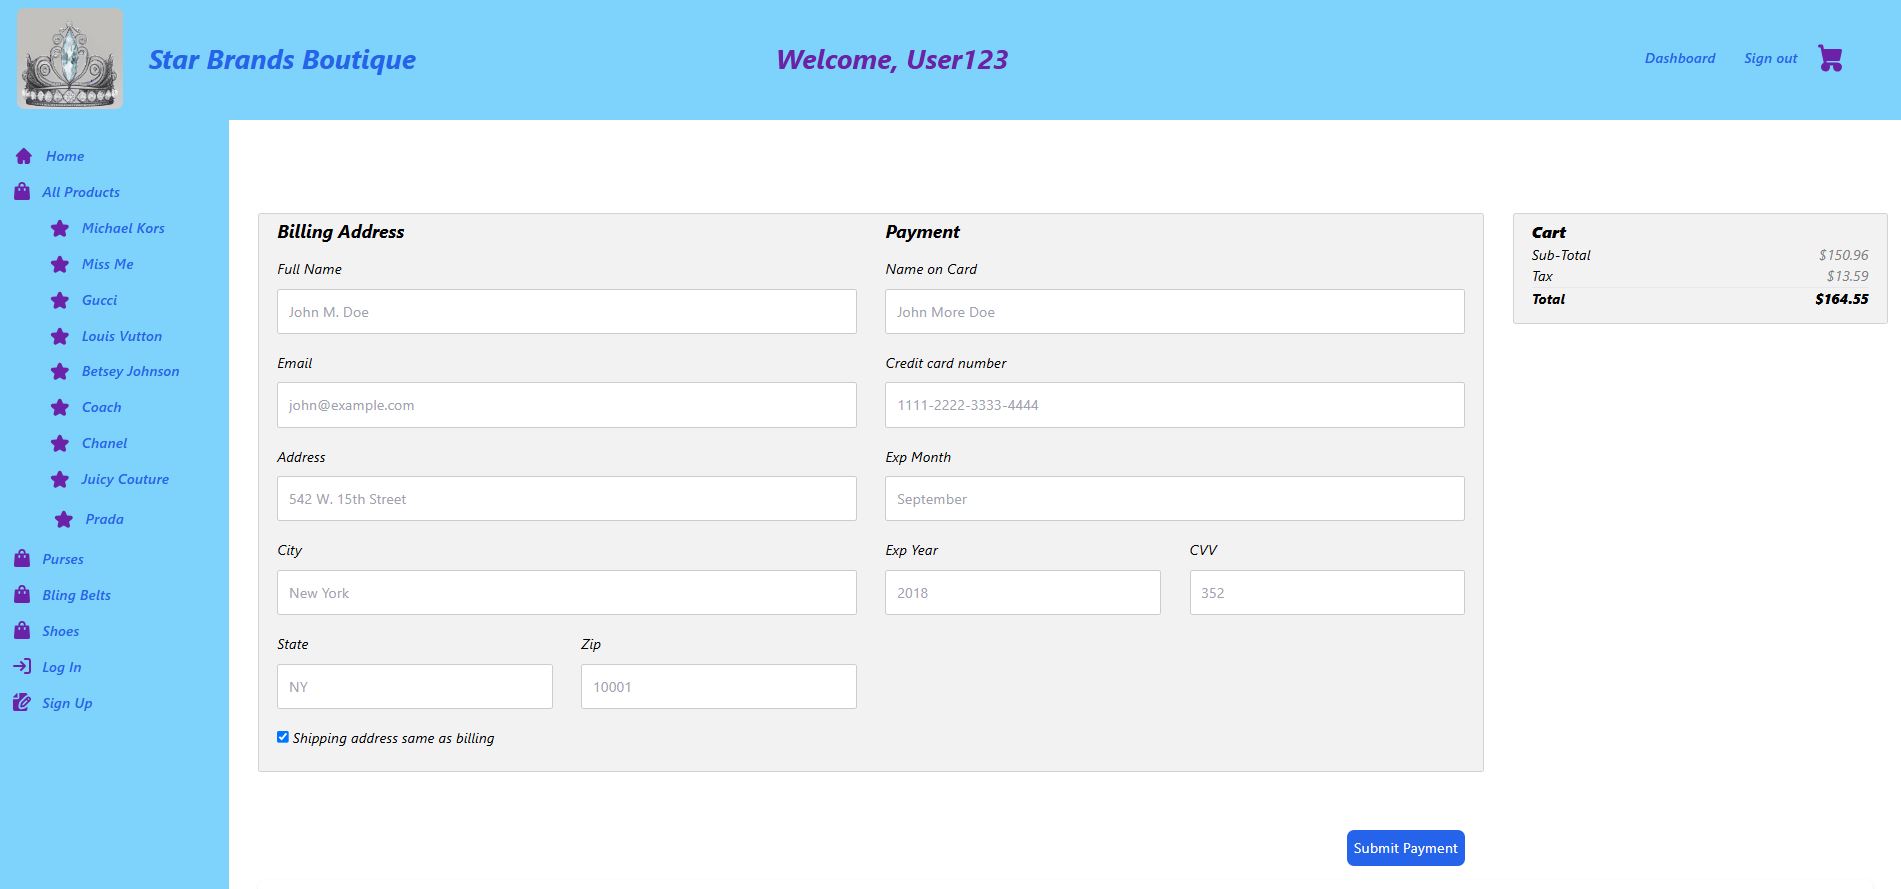 Star Brands Boutique
Welcome, User123
Dashboard
Sign out
Home
All Products
Michael Kors
Miss Me
Gucci
Louis Vutton
Betsey Johnson
Coach
Chanel
Juicy Couture
Prada
Purses
Bling Belts
Shoes
Log In
Sign Up
Billing Address
Full Name
John M. Doe
Email
john@example.com
Address
542 W. 15th Street
City
New York
State
NY
Zip
10001
Shipping address same as billing
Payment
Name on Card
John More Doe
Credit card number
1111-2222-3333-4444
Exp Month
September
Exp Year
2018
CVV
352
Cart
Sub-Total $150.96
Tax $13.59
Total $164.55
Submit Payment